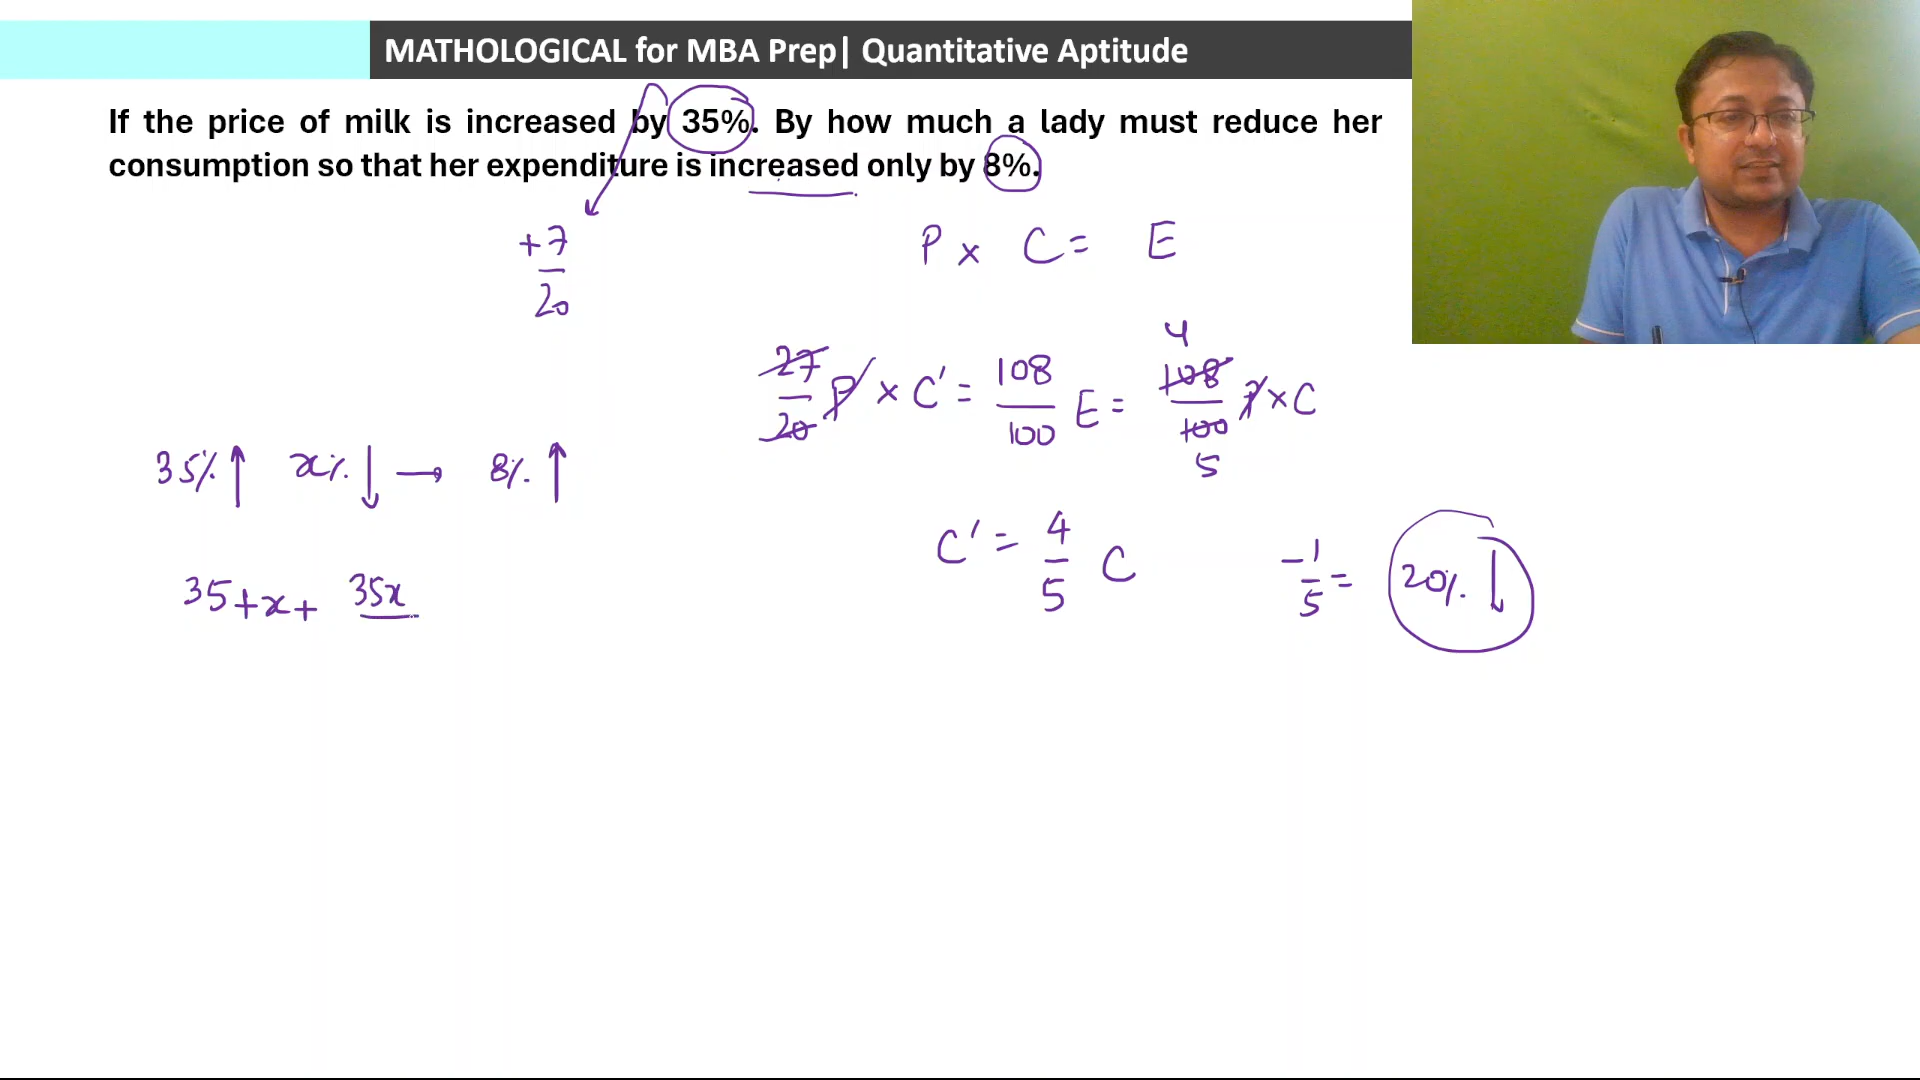 MATHOLOGICAL for MBA Prep| Quantitative Aptitude
If the price of milk is increased by 35%. By how much a lady must reduce her
consumption so that her expenditure is increased only by 8%.
+7/20
P × C = E
27/20 P × C' = 108/100 E = 108/100 P × C
4
5
35% ↑ x% ↓ → 8% ↑
C' = 4/5 C
-1/5 = 20% ↓
35 + x + 35x